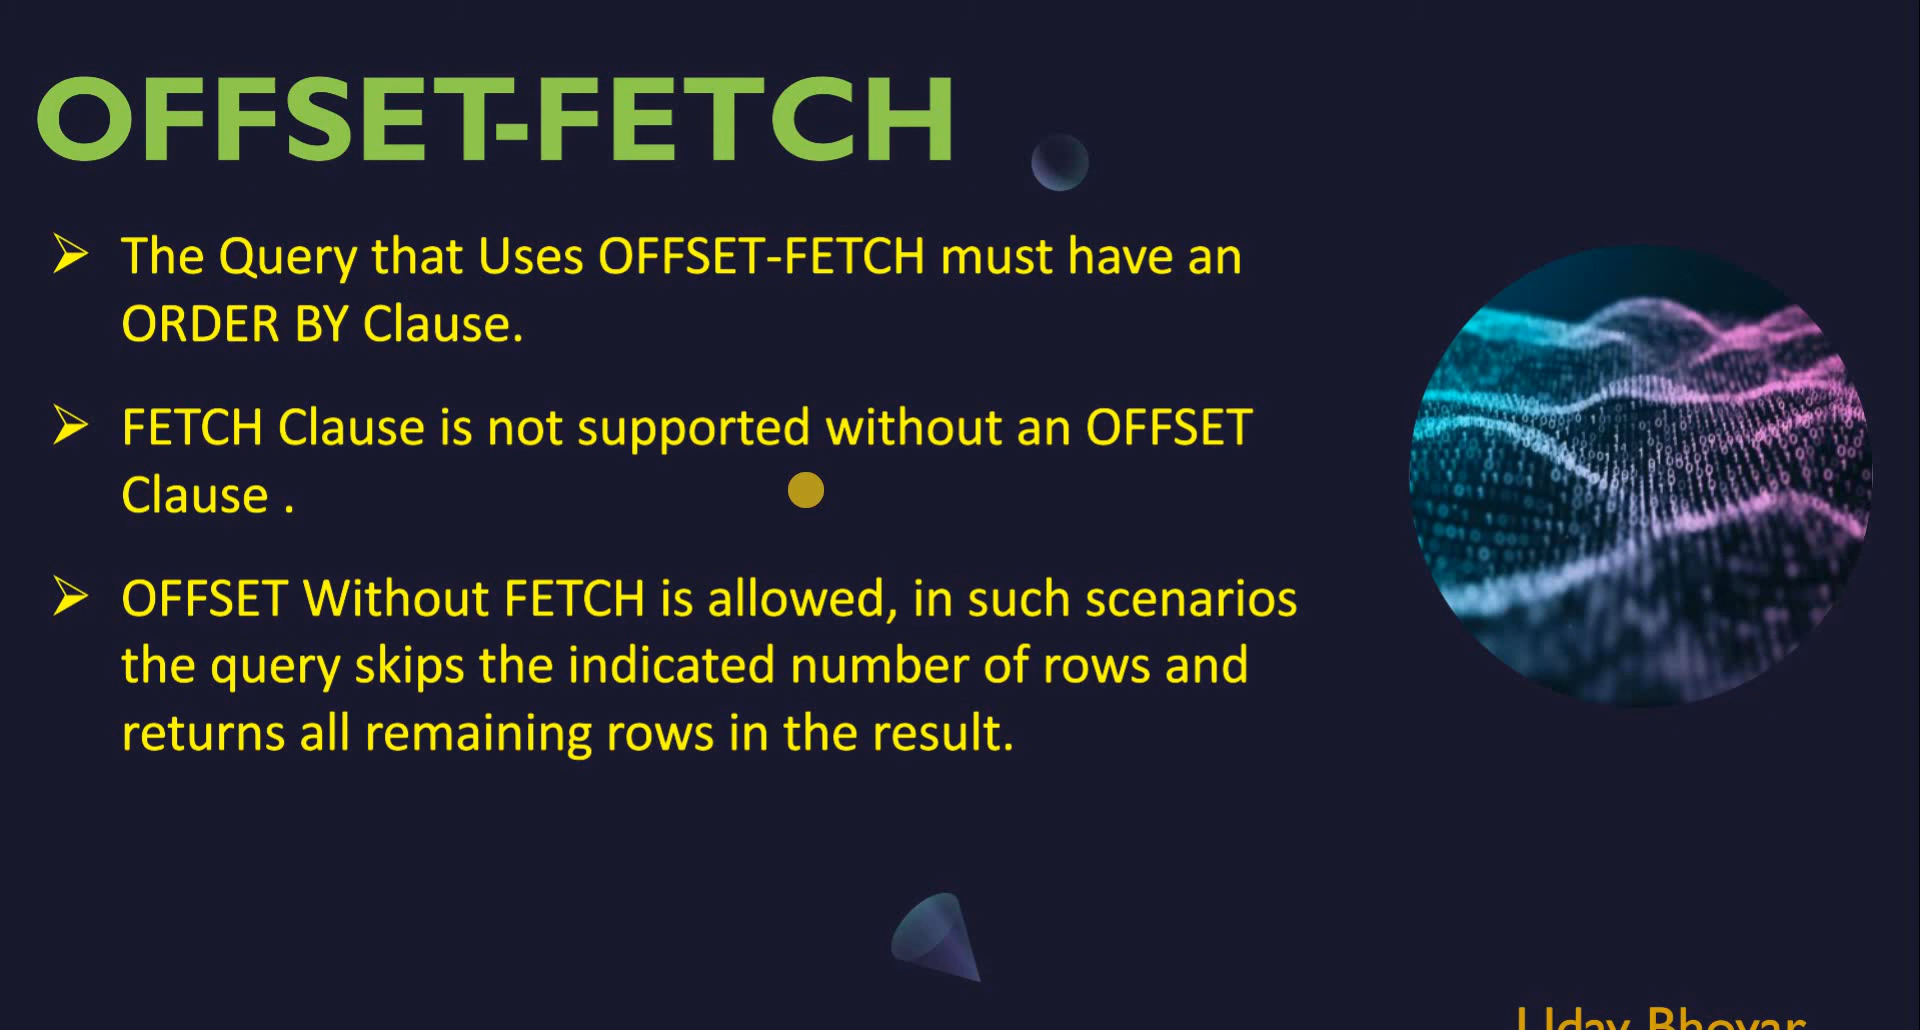 OFFSET-FETCH
The Query that Uses OFFSET-FETCH must have an
ORDER BY Clause.
FETCH Clause is not supported without an OFFSET
Clause .
OFFSET Without FETCH is allowed, in such scenarios
the query skips the indicated number of rows and
returns all remaining rows in the result.
Uday Bhoyar